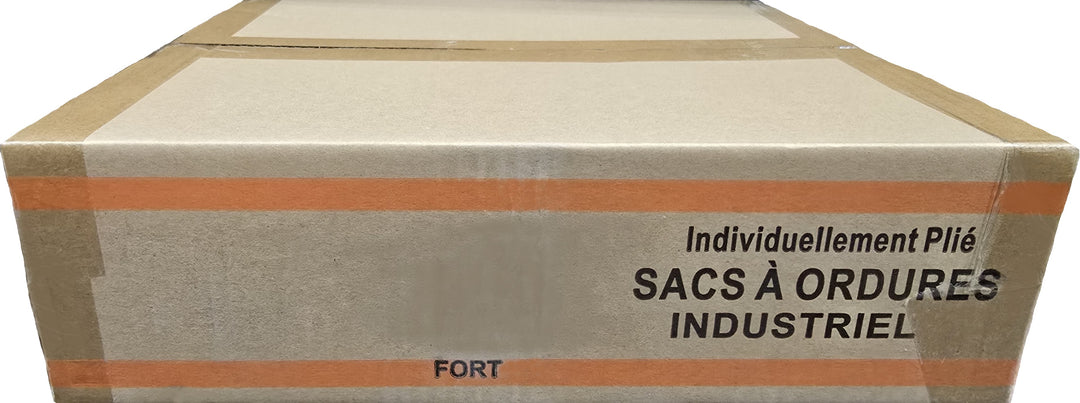 Individuellement Plié
SACS À ORDURES
INDUSTRIEL
FORT